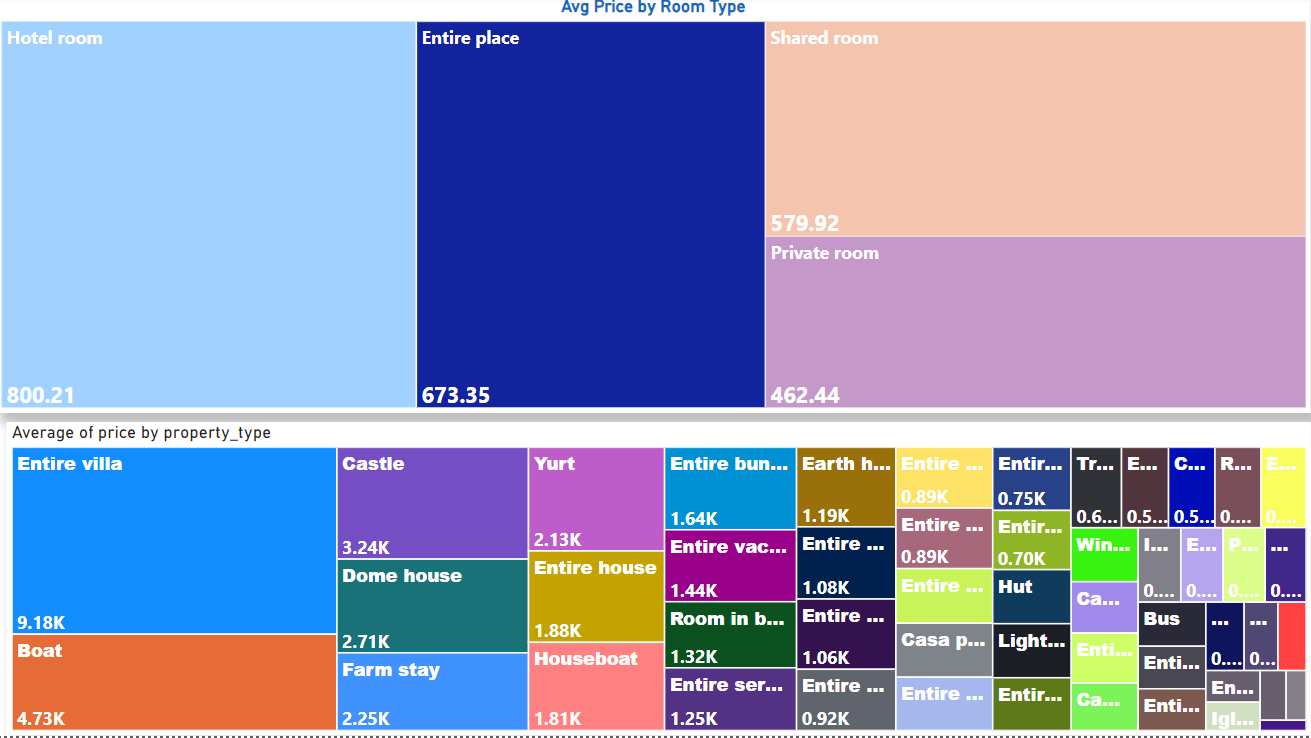 Avg Price by Room Type
Hotel room
800.21
Entire place
673.35
Shared room
579.92
Private room
462.44
Average of price by property_type
Entire villa
9.18K
Boat
4.73K
Castle
3.24K
Dome house
2.71K
Farm stay
2.25K
Yurt
2.13K
Entire house
1.88K
Houseboat
1.81K
Entire bun...
1.64K
Entire vac...
1.44K
Room in b...
1.32K
Entire ser...
1.25K
Earth h...
1.19K
Entire ...
1.08K
Entire ...
1.06K
Entire ...
0.92K
Entire ...
0.89K
Entire ...
0.89K
Entire ...
Casa p...
Entire ...
Entir...
0.75K
Entir...
0.70K
Hut
Light...
Entir...
Tr...
0.6...
E...
0.5...
C...
0.5...
R...
0....
E...
0....
Win...
Ca...
Enti...
Ca...
I...
0....
E...
0....
P...
0....
...
0....
Bus
Enti...
Enti...
...
0....
...
0....
En...
Igl...